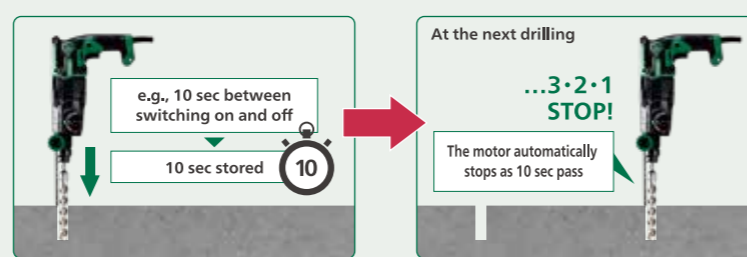 e.g., 10 sec between
switching on and off
10 sec stored
10
At the next drilling
...3・2・1
STOP!
The motor automatically
stops as 10 sec pass